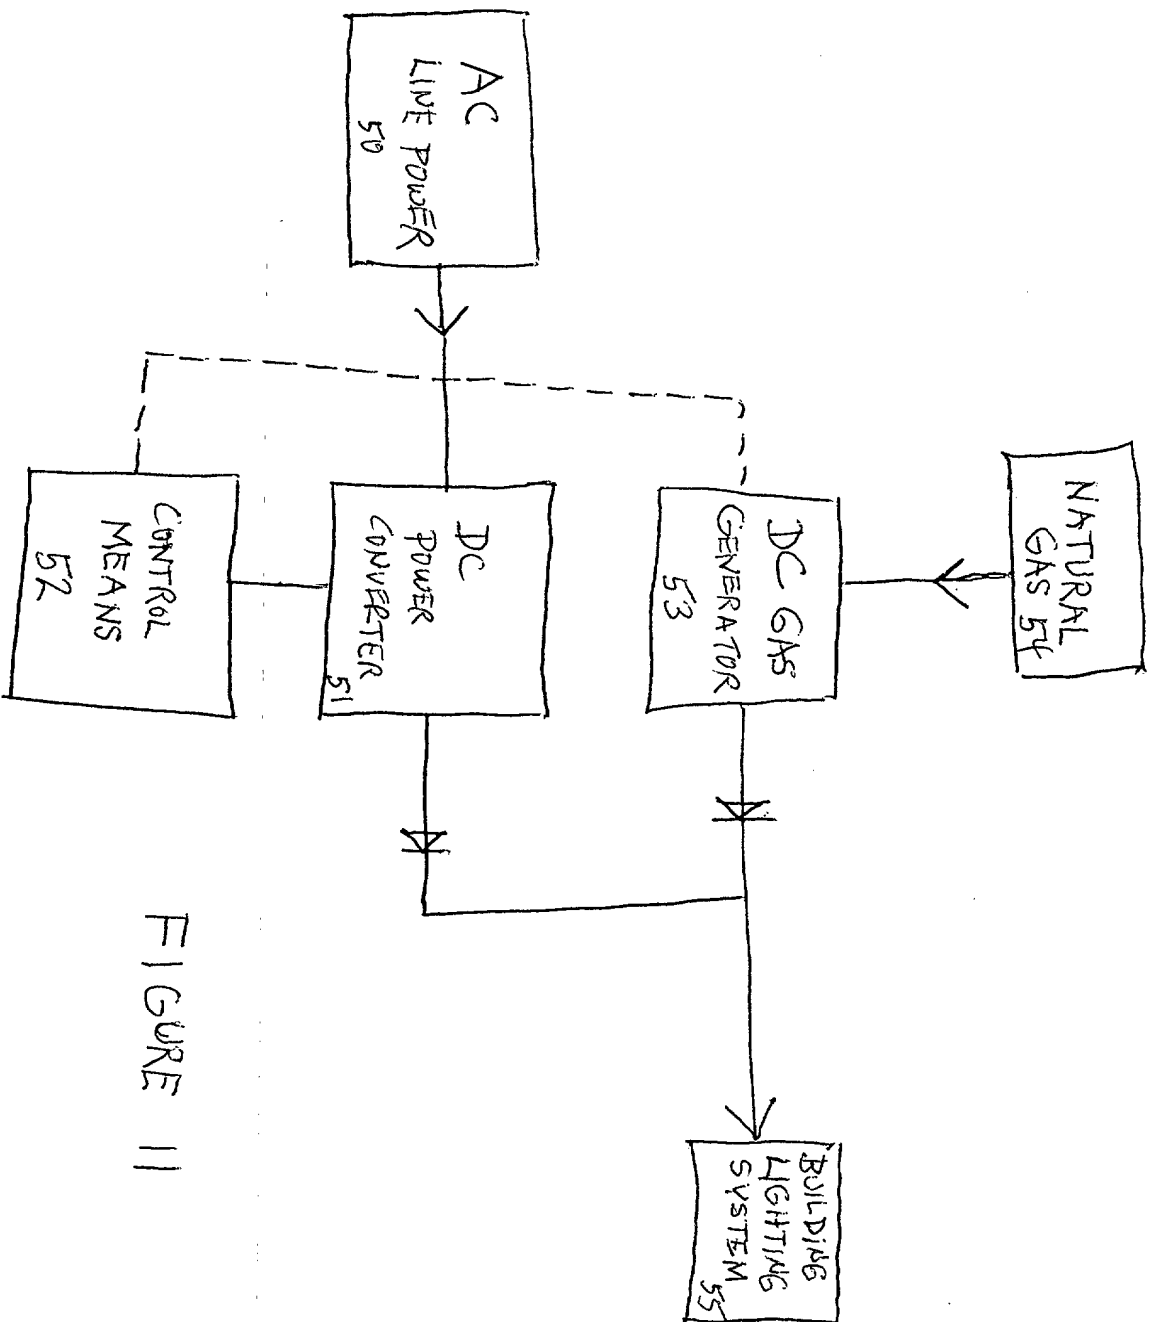 NATURAL
GAS 54
DC GAS
GENERATOR
53
BUILDING
LIGHTING
SYSTEM
55
AC
LINE POWER
50
DC
POWER
CONVERTER
51
CONTROL
MEANS
52
FIGURE 11